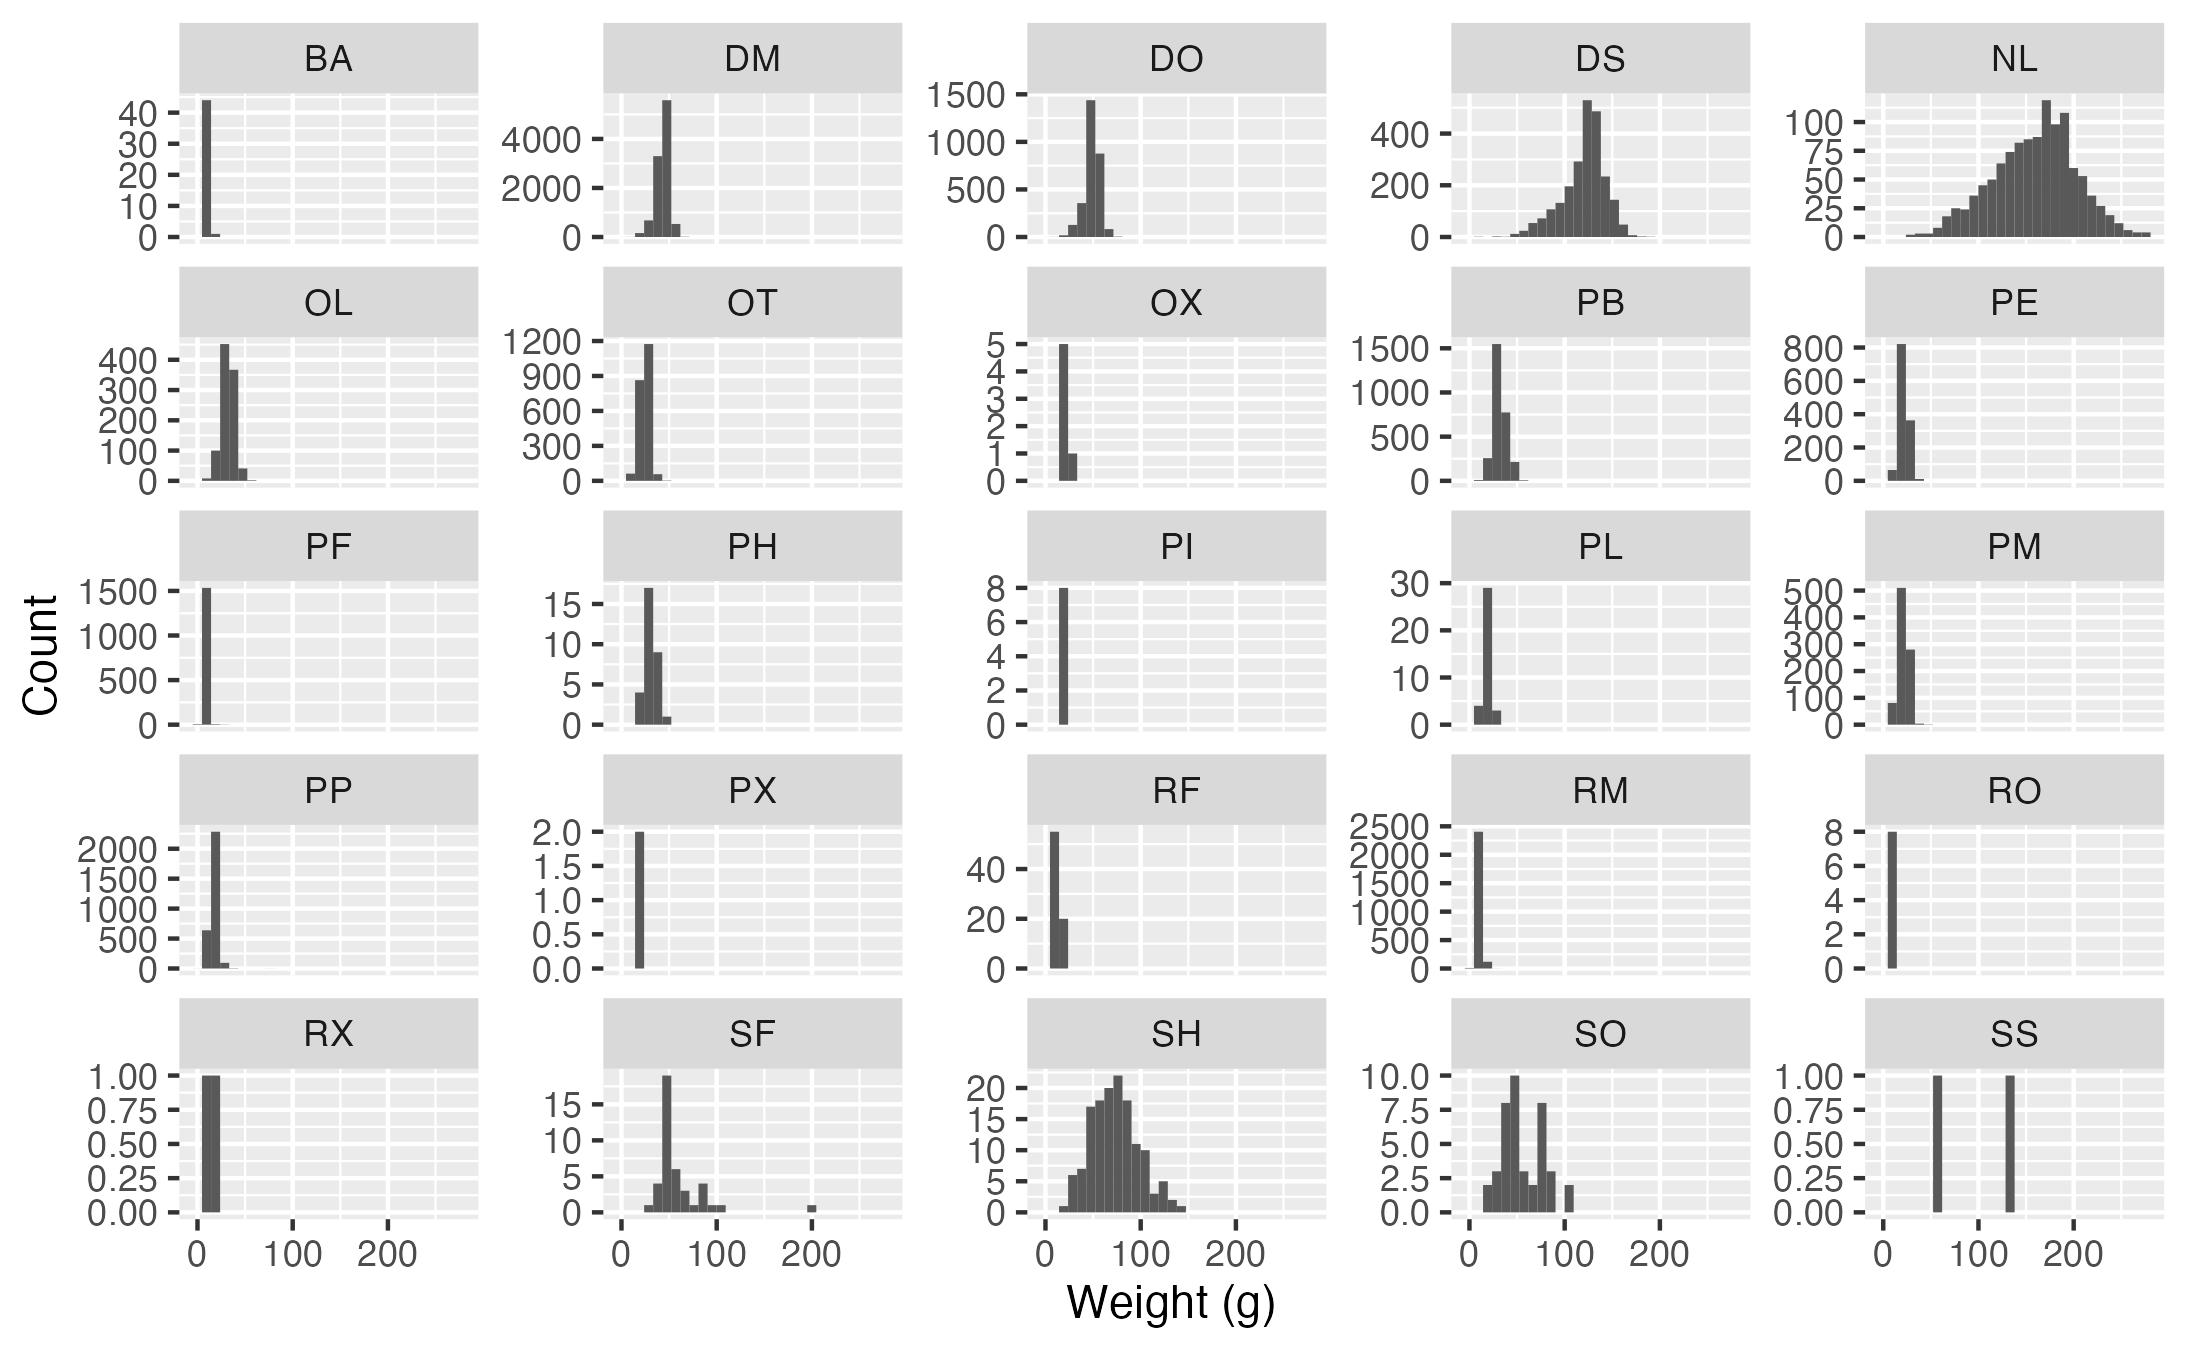 BA DM DO DS NL
40 30 20 10 0
4000 2000 0
1500 1000 500 0
400 200 0
100 75 50 25 0
OL OT OX PB PE
400 300 200 100 0
1200 900 600 300 0
5 4 3 2 1 0
1500 1000 500 0
800 600 400 200 0
PF PH PI PL PM
1500 1000 500 0
15 10 5 0
8 6 4 2 0
30 20 10 0
500 400 300 200 100 0
Count
PP PX RF RM RO
2000 1500 1000 500 0
2.0 1.5 1.0 0.5 0.0
40 20 0
2500 2000 1500 1000 500 0
8 6 4 2 0
RX SF SH SO SS
1.00 0.75 0.50 0.25 0.00
15 10 5 0
20 15 10 5 0
10.0 7.5 5.0 2.5 0.0
1.00 0.75 0.50 0.25 0.00
0 100 200 0 100 200 0 100 200 0 100 200 0 100 200
Weight (g)